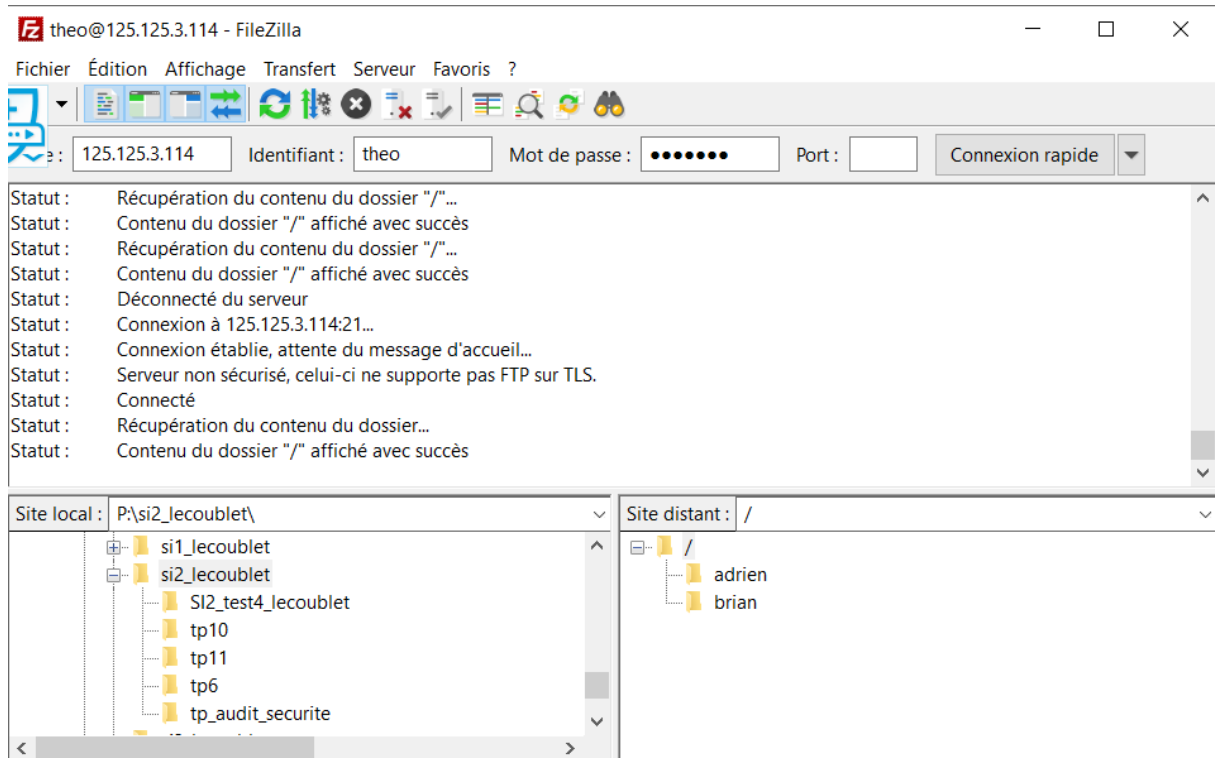 theo@125.125.3.114 - FileZilla
Fichier Édition Affichage Transfert Serveur Favoris ?
: 125.125.3.114 Identifiant : theo Mot de passe : ●●●●●●● Port : Connexion rapide
Statut : Récupération du contenu du dossier "/"...
Statut : Contenu du dossier "/" affiché avec succès
Statut : Récupération du contenu du dossier "/"...
Statut : Contenu du dossier "/" affiché avec succès
Statut : Déconnecté du serveur
Statut : Connexion à 125.125.3.114:21...
Statut : Connexion établie, attente du message d'accueil...
Statut : Serveur non sécurisé, celui-ci ne supporte pas FTP sur TLS.
Statut : Connecté
Statut : Récupération du contenu du dossier...
Statut : Contenu du dossier "/" affiché avec succès
Site local : P:\si2_lecoublet\
si1_lecoublet
si2_lecoublet
SI2_test4_lecoublet
tp10
tp11
tp6
tp_audit_securite
Site distant : /
/
adrien
brian